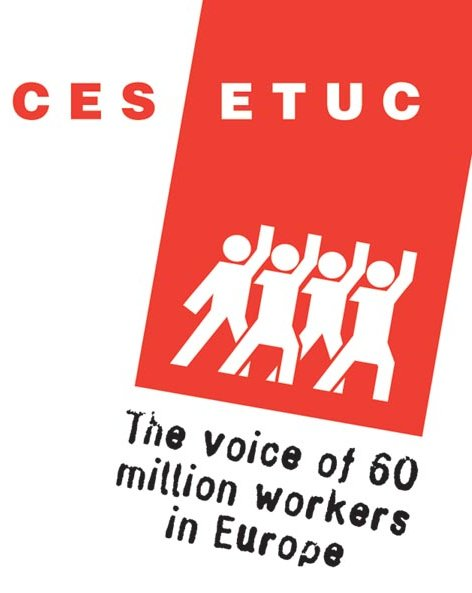 CES ETUC
The voice of 60
million workers
in Europe